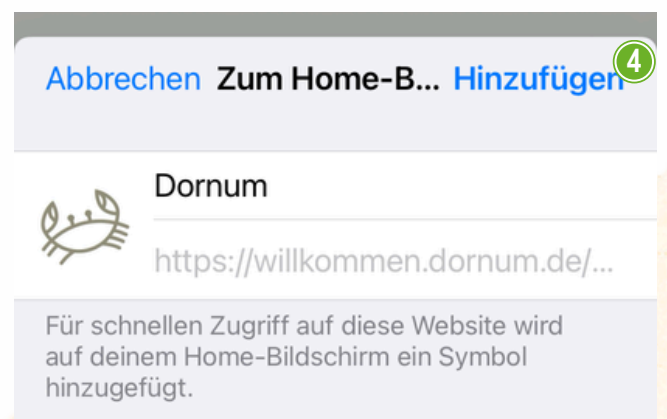 Abbrechen Zum Home-B... Hinzufügen 4
Dornum
https://willkommen.dornum.de/...
Für schnellen Zugriff auf diese Website wird
auf deinem Home-Bildschirm ein Symbol
hinzugefügt.